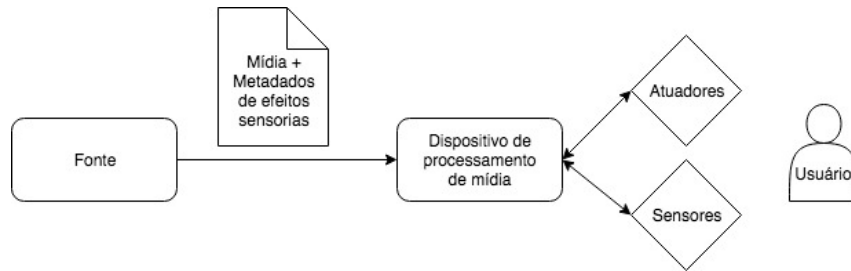 Mídia +
Metadados
de efeitos
sensorias
Fonte
Dispositivo de
processamento
de mídia
Atuadores
Sensores
Usuário